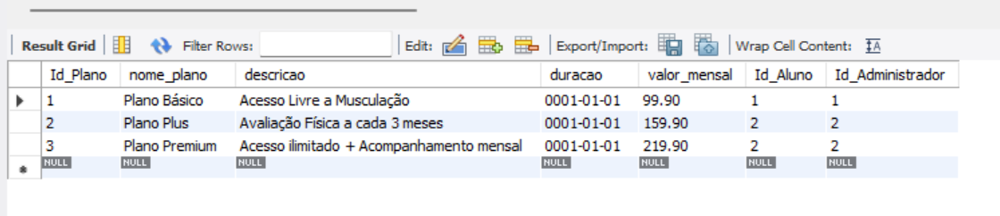 Result Grid Filter Rows: Edit: Export/Import: Wrap Cell Content: IA
Id_Plano nome_plano descricao duracao valor_mensal Id_Aluno Id_Administrador
1 Plano Básico Acesso Livre a Musculação 0001-01-01 99.90 1 1
2 Plano Plus Avaliação Física a cada 3 meses 0001-01-01 159.90 2 2
3 Plano Premium Acesso ilimitado + Acompanhamento mensal 0001-01-01 219.90 2 2
NULL NULL NULL NULL NULL NULL NULL